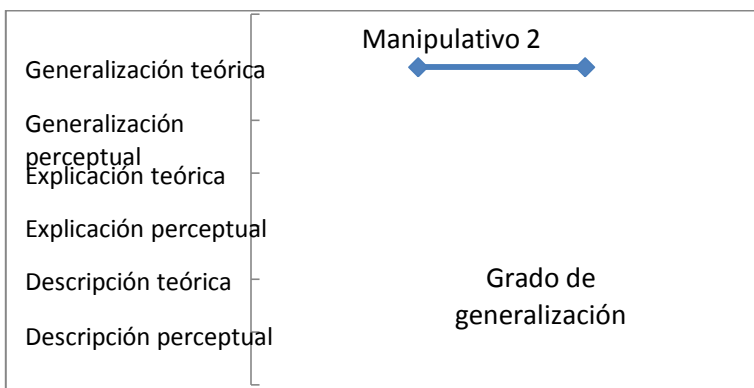 Manipulativo 2
Generalización teórica
Generalización
perceptual
Explicación teórica
Explicación perceptual
Descripción teórica
Descripción perceptual
Grado de
generalización